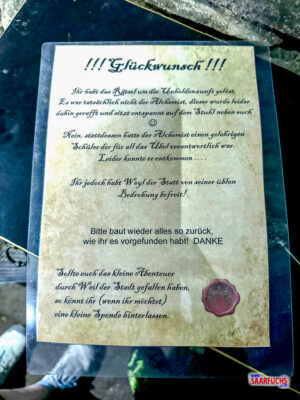 !!! Glückwunsch !!!
Ihr habt das Rätsel um die Unholdenzunft gelöst.
Es war tatsächlich nicht der Alchemist, dieser wurde leider
dahin gerafft und sitzt entspannt auf dem Stuhl neben euch
☺
Nein, stattdessen hatte der Alchemist einen gelehrigen
Schüler der für all das Übel verantwortlich war.
Leider konnte er entkommen ....
Ihr jedoch habt Weyl der Statt von seiner üblen
Bedrohung befreit!
Bitte baut wieder alles so zurück,
wie ihr es vorgefunden habt! DANKE
Sollte euch das kleine Abenteuer
durch Weil der Stadt gefallen haben,
so könnt ihr (wenn ihr möchtet)
eine kleine Spende hinterlassen.
SAARFUCHS